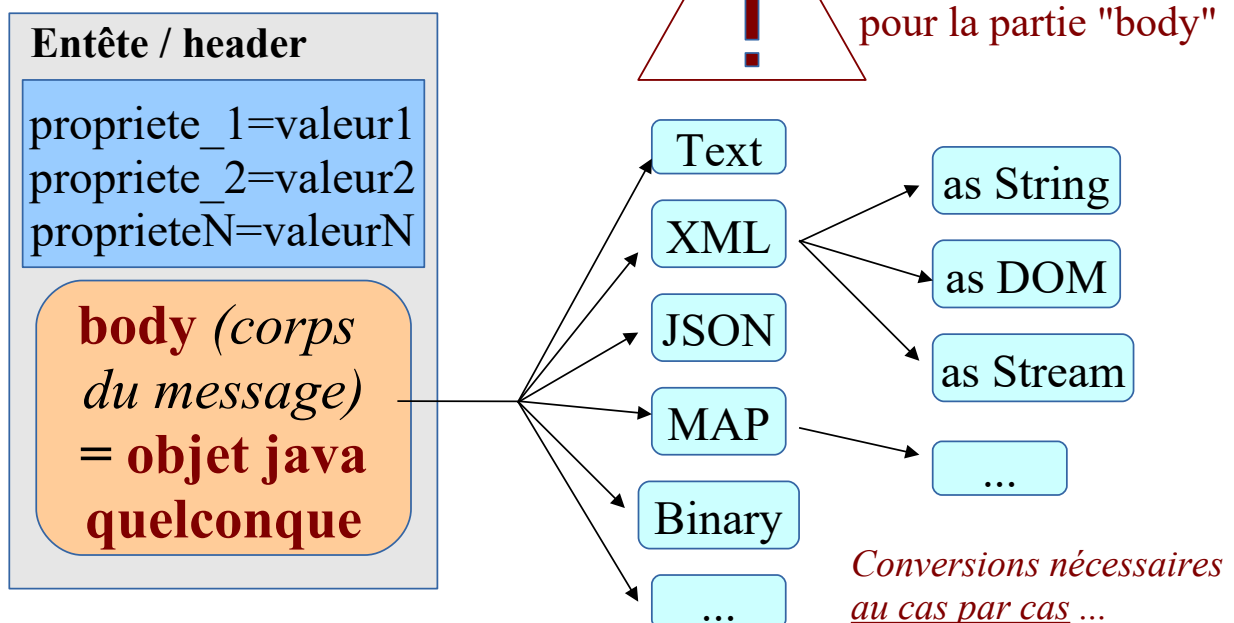 Entête / header
propriete_1=valeur1
propriete_2=valeur2
proprieteN=valeurN
body (corps
du message)
= objet java
quelconque
!
pour la partie "body"
Text
XML
JSON
MAP
Binary
...
as String
as DOM
as Stream
...
Conversions nécessaires
au cas par cas ...